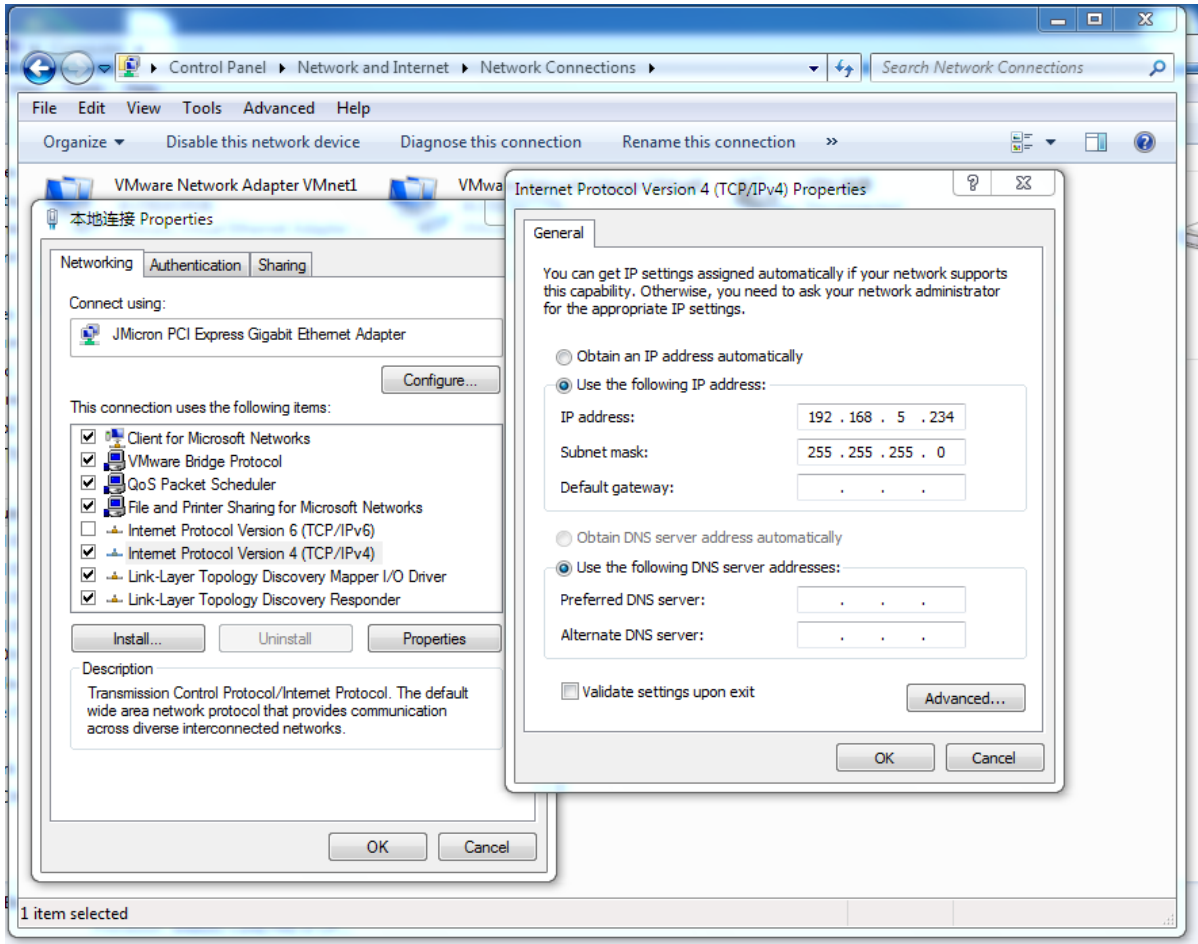 Control Panel Network and Internet Network Connections
Search Network Connections
File Edit View Tools Advanced Help
Organize Disable this network device Diagnose this connection Rename this connection »
VMware Network Adapter VMnet1
本地连接 Properties
Networking Authentication Sharing
Connect using:
JMicron PCI Express Gigabit Ethernet Adapter
Configure...
This connection uses the following items:
Client for Microsoft Networks
VMware Bridge Protocol
QoS Packet Scheduler
File and Printer Sharing for Microsoft Networks
Internet Protocol Version 6 (TCP/IPv6)
Internet Protocol Version 4 (TCP/IPv4)
Link-Layer Topology Discovery Mapper I/O Driver
Link-Layer Topology Discovery Responder
Install... Uninstall Properties
Description
Transmission Control Protocol/Internet Protocol. The default
wide area network protocol that provides communication
across diverse interconnected networks.
OK Cancel
Internet Protocol Version 4 (TCP/IPv4) Properties
General
You can get IP settings assigned automatically if your network supports
this capability. Otherwise, you need to ask your network administrator
for the appropriate IP settings.
Obtain an IP address automatically
Use the following IP address:
IP address: 192 . 168 . 5 . 234
Subnet mask: 255 . 255 . 255 . 0
Default gateway: . . .
Obtain DNS server address automatically
Use the following DNS server addresses:
Preferred DNS server: . . .
Alternate DNS server: . . .
Validate settings upon exit
Advanced...
OK Cancel
1 item selected